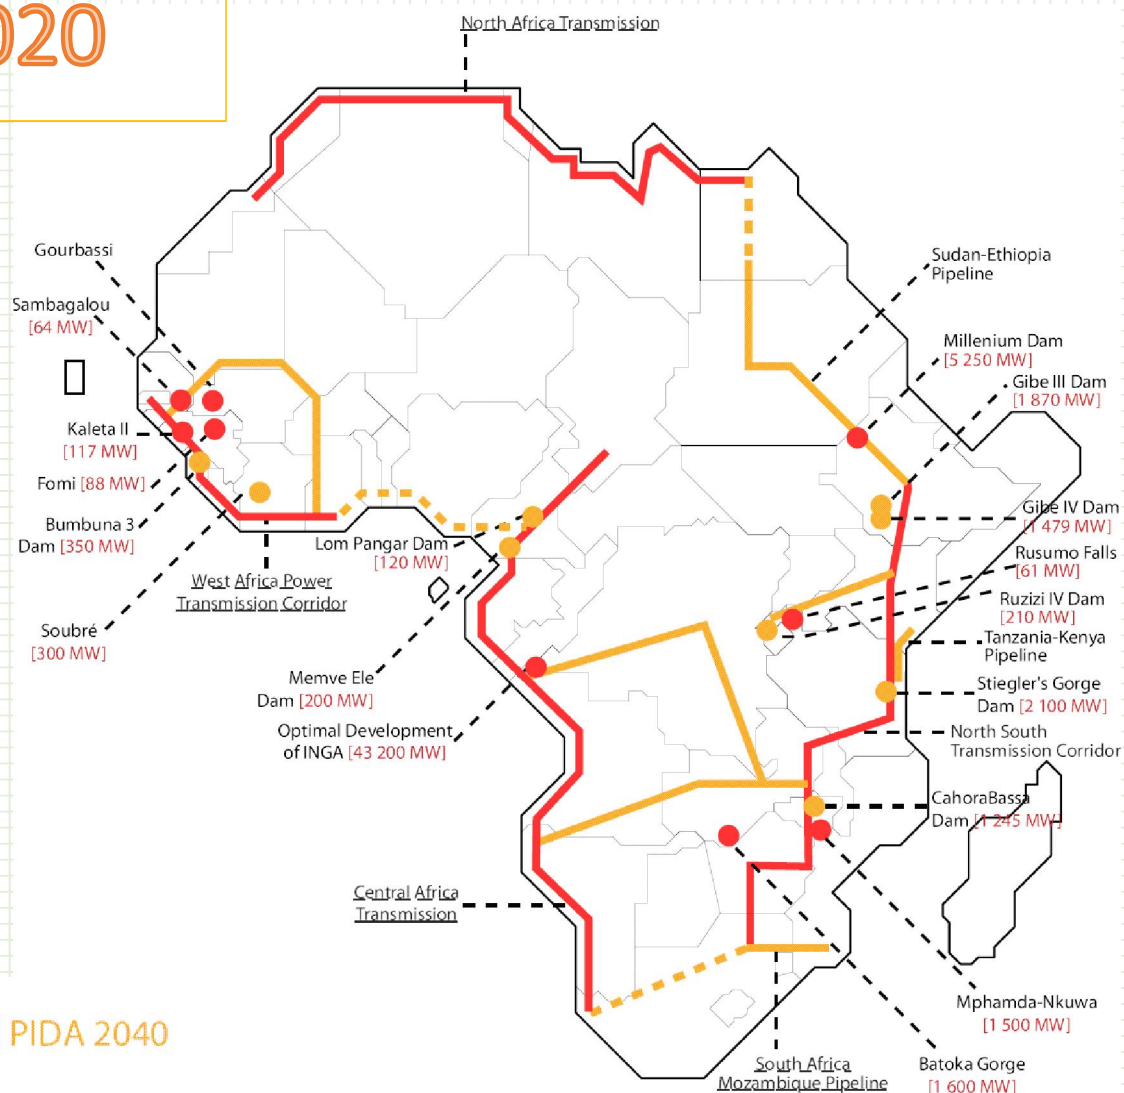 020
North Africa Transmission
Gourbassi
Sambagalou
[64 MW]
Kaleta II
[117 MW]
Fomi [88 MW]
Bumbuna 3
Dam [350 MW]
West Africa Power
Transmission Corridor
Soubré
[300 MW]
Lom Pangar Dam
[120 MW]
Memve Ele
Dam [200 MW]
Optimal Development
of INGA [43 200 MW]
Central Africa
Transmission
Sudan-Ethiopia
Pipeline
Millenium Dam
[5 250 MW]
Gibe III Dam
[1 870 MW]
Gibe IV Dam
[1 479 MW]
Rusumo Falls
[61 MW]
Ruzizi IV Dam
[210 MW]
Tanzania-Kenya
Pipeline
Stiegler's Gorge
Dam [2 100 MW]
North South
Transmission Corridor
CahoraBassa
Dam [1 245 MW]
Mphamda-Nkuwa
[1 500 MW]
Batoka Gorge
[1 600 MW]
South Africa
Mozambique Pipeline
PIDA 2040